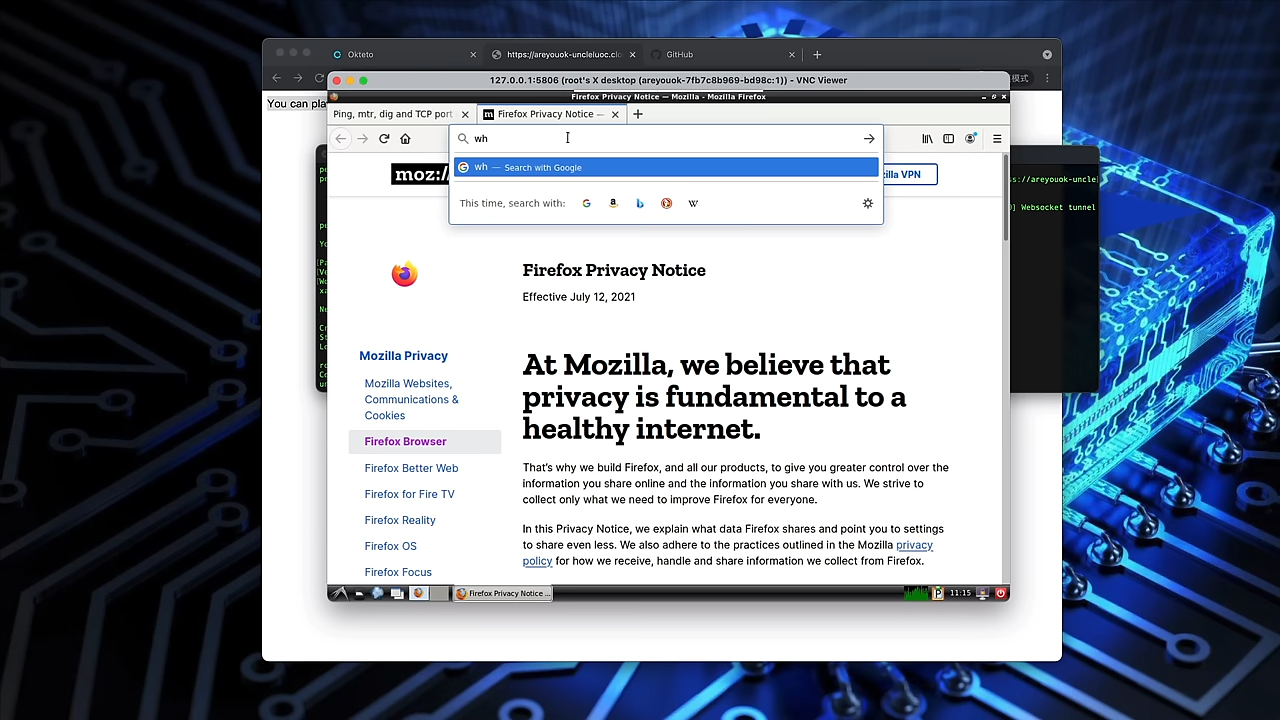 Okteto
https://areyouok-uncleluoc.clo
GitHub
模式
You can pla
127.0.0.1:5806 (root's X desktop (areyouok-7fb7c8b969-bd98c:1)) - VNC Viewer
Firefox Privacy Notice — Mozilla - Mozilla Firefox
Ping, mtr, dig and TCP port
Firefox Privacy Notice —
wh
wh — Search with Google
This time, search with:
moz:/
zilla VPN
ss://areyouok-uncle
0] Websocket tunnel
Firefox Privacy Notice
Effective July 12, 2021
Mozilla Privacy
Mozilla Websites,
Communications &
Cookies
Firefox Browser
Firefox Better Web
Firefox for Fire TV
Firefox Reality
Firefox OS
Firefox Focus
At Mozilla, we believe that
privacy is fundamental to a
healthy internet.
That's why we build Firefox, and all our products, to give you greater control over the
information you share online and the information you share with us. We strive to
collect only what we need to improve Firefox for everyone.
In this Privacy Notice, we explain what data Firefox shares and point you to settings
to share even less. We also adhere to the practices outlined in the Mozilla privacy
policy for how we receive, handle and share information we collect from Firefox.
Firefox Privacy Notice ...
11:15